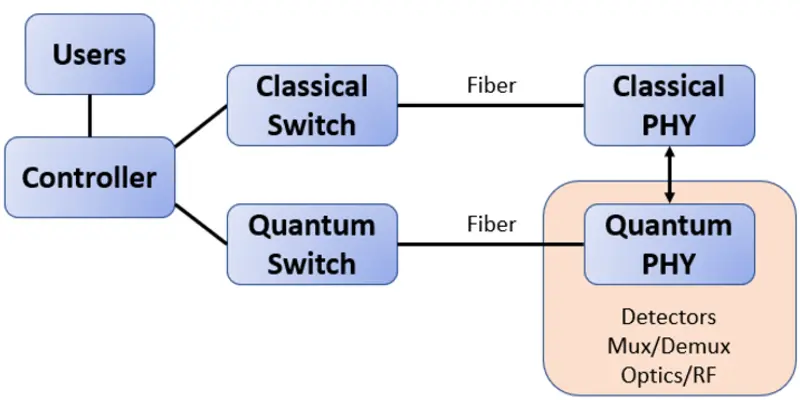 Users
Controller
Classical
Switch
Fiber
Classical
PHY
Quantum
Switch
Fiber
Quantum
PHY
Detectors
Mux/Demux
Optics/RF